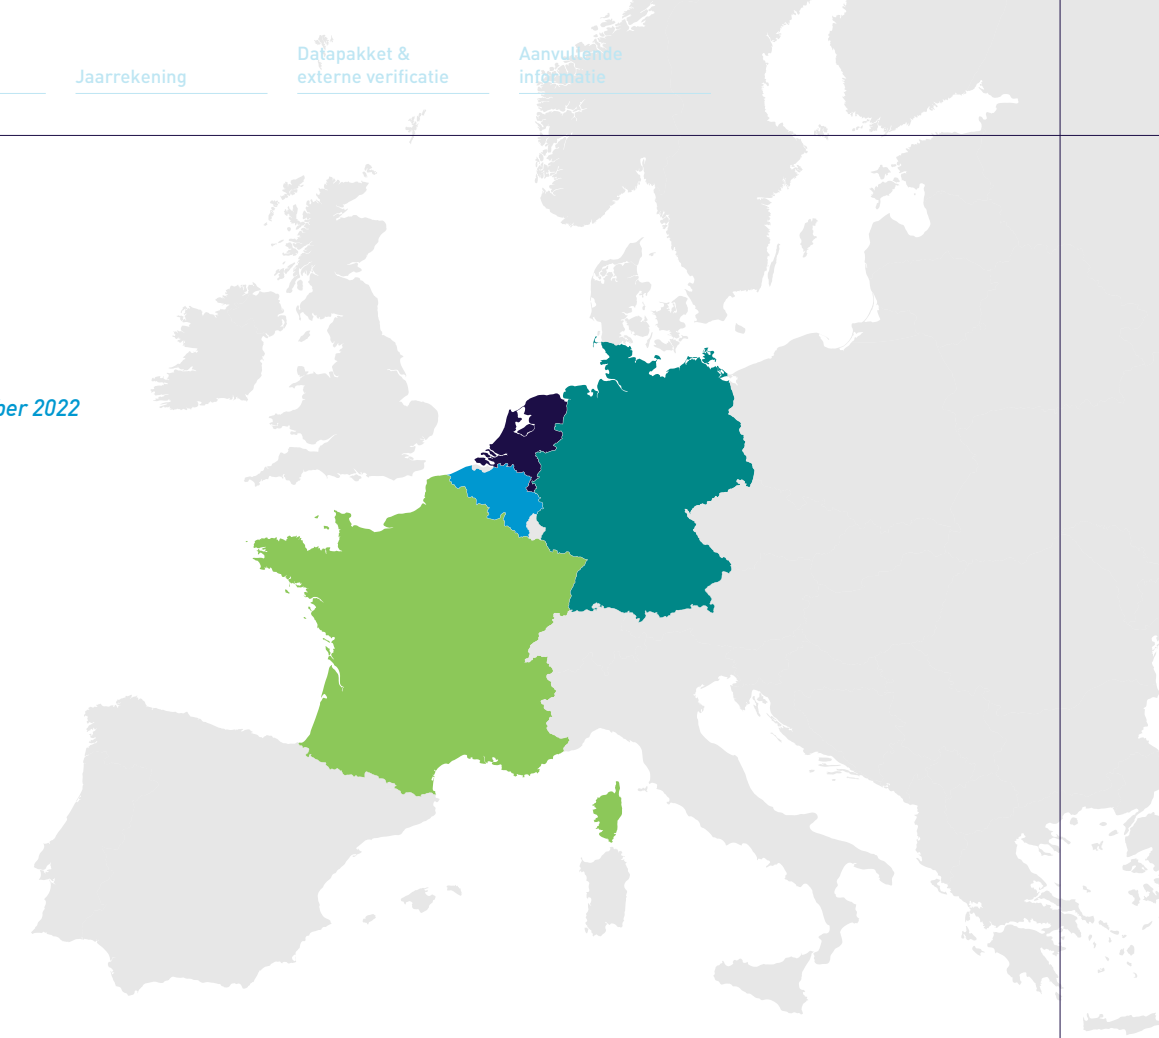 Jaarrekening
Datapakket &
externe verificatie
Aanvullende
informatie
ber 2022